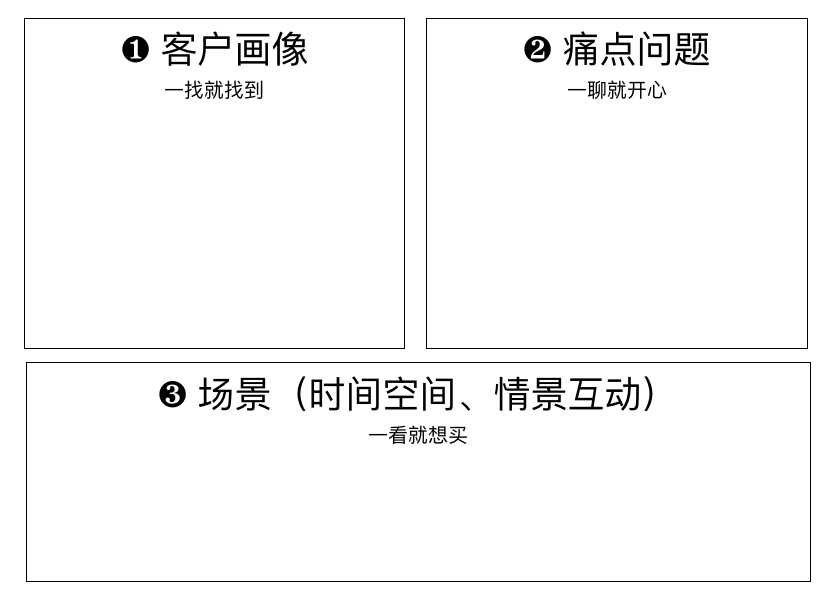 ❶ 客户画像
一找就找到
❷ 痛点问题
一聊就开心
❸ 场景（时间空间、情景互动）
一看就想买